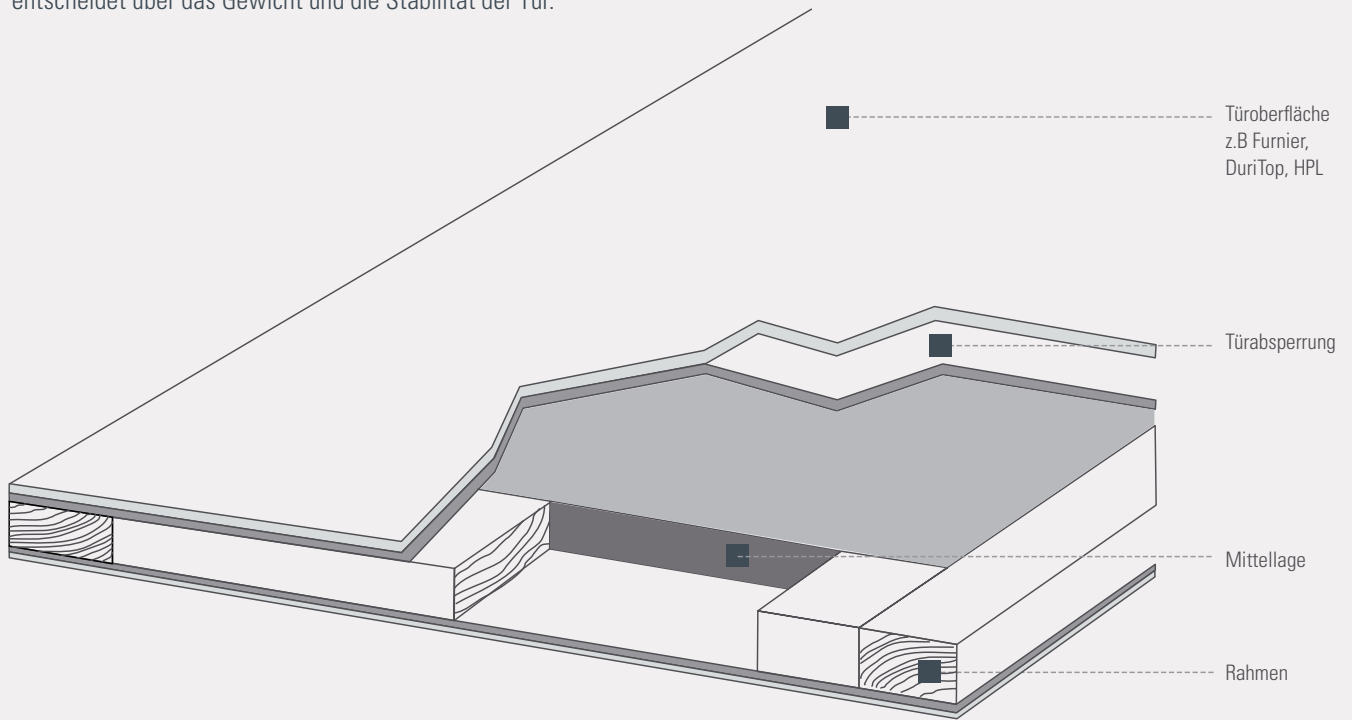 entscheidet über das Gewicht und die Stabilität der Tür.
Türoberfläche
z.B Furnier,
DuriTop, HPL
Türabsperrung
Mittellage
Rahmen